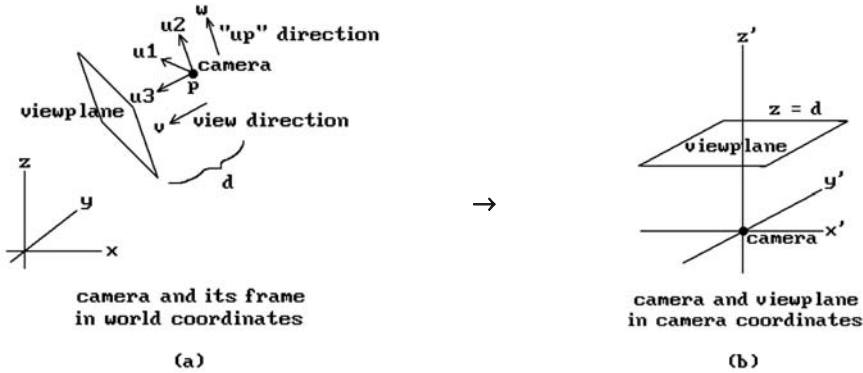 w
u2
"up" direction
u1
camera
p
u3
viewplane
v
view direction
d
z
y
x
camera and its frame
in world coordinates
(a)
→
z'
z = d
viewplane
y'
x'
camera
camera and viewplane
in camera coordinates
(b)